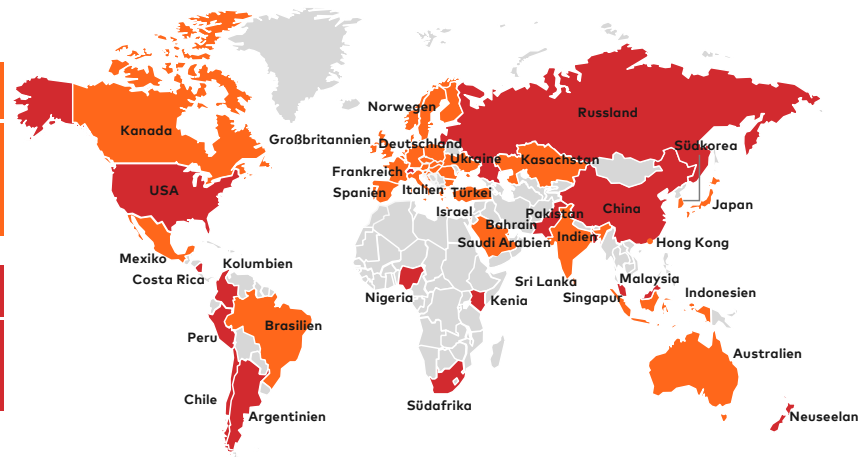 Norwegen
Russland
Kanada
Großbritannien
Deutschland
Südkorea
Ukraine
Kasachstan
Frankreich
USA
Spanien
Italien
Türkei
Japan
Israel
Pakistan
China
Bahrain
Indien
Saudi Arabien
Hong Kong
Mexiko
Kolumbien
Costa Rica
Sri Lanka
Malaysia
Nigeria
Kenia
Singapur
Indonesien
Brasilien
Peru
Australien
Chile
Südafrika
Argentinien
Neuseelan